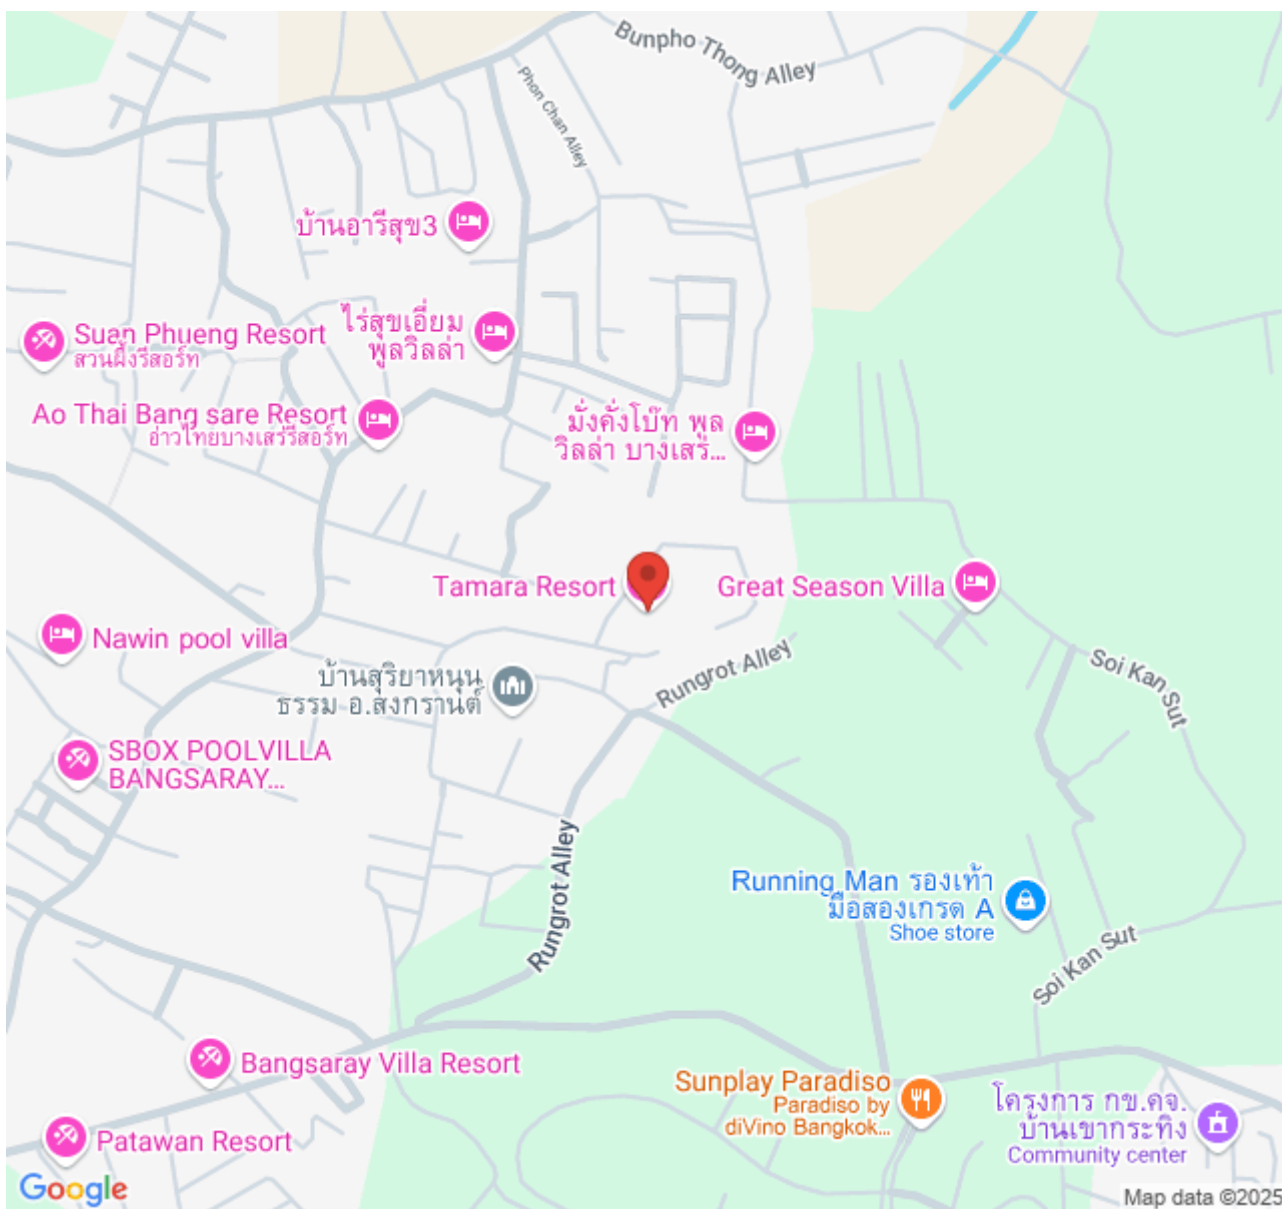 Bunpho Thong Alley
Phon Chan Alley
บ้านอารีสุข3
Suan Phueng Resort
สวนผึ้งรีสอร์ท
ไร่สุขเอี่ยม
พูลวิลล่า
Ao Thai Bang sare Resort
อ่าวไทยบางเสร่รีสอร์ท
มั่งคั่งโบ๊ท พูล
วิลล่า บางเสร่...
Tamara Resort
Great Season Villa
Nawin pool villa
บ้านสุริยาหนุน
ธรรม อ.สงกรานต์
Rungrot Alley
Soi Kan Sut
SBOX POOLVILLA
BANGSARAY...
Rungrot Alley
Running Man รองเท้า
มือสองเกรด A
Shoe store
Soi Kan Sut
Bangsaray Villa Resort
Sunplay Paradiso
Paradiso by
diVino Bangkok...
โครงการ กข.คจ.
บ้านเขากระทิง
Community center
Patawan Resort
Google
Map data ©2025